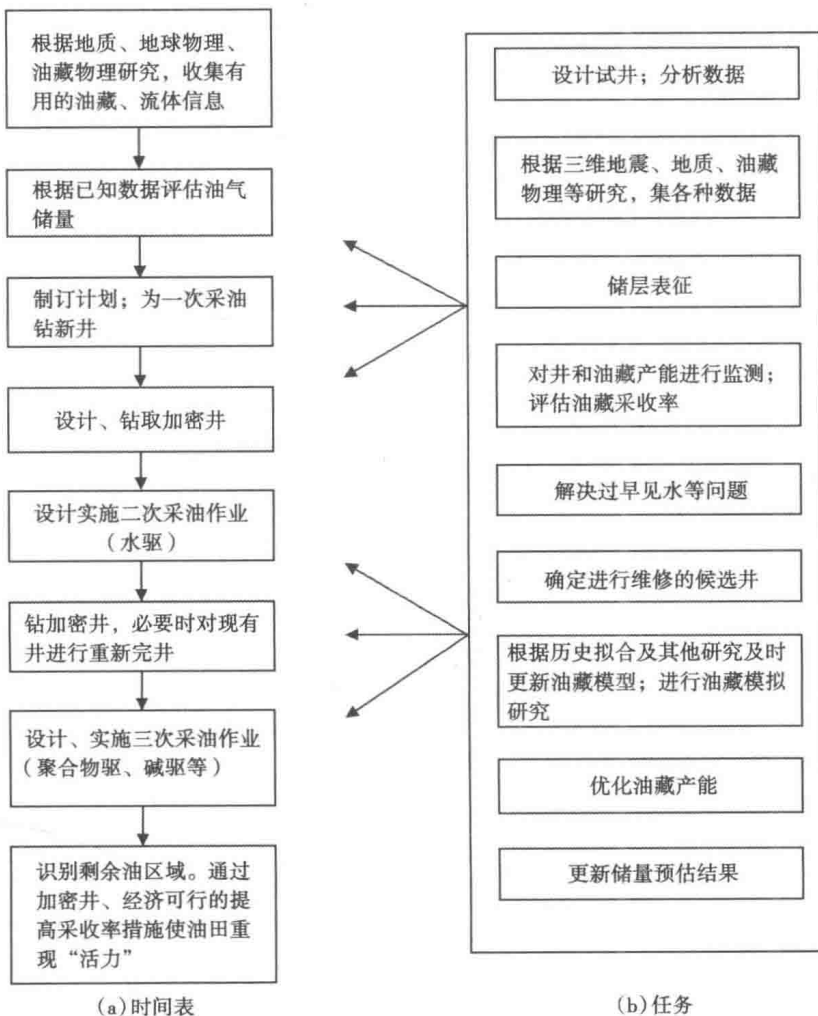 根据地质、地球物理、
油藏物理研究，收集有
用的油藏、流体信息
根据已知数据评估油气
储量
制订计划；为一次采油
钻新井
设计、钻取加密井
设计实施二次采油作业
（水驱）
钻加密井，必要时对现有
井进行重新完井
设计、实施三次采油作业
（聚合物驱、碱驱等）
识别剩余油区域。通过
加密井、经济可行的提
高采收率措施使油田重
现“活力”
(a)时间表
设计试井；分析数据
根据三维地震、地质、油藏
物理等研究，集各种数据
储层表征
对井和油藏产能进行监测；
评估油藏采收率
解决过早见水等问题
确定进行维修的候选井
根据历史拟合及其他研究及时
更新油藏模型；进行油藏模拟
研究
优化油藏产能
更新储量预估结果
(b)任务